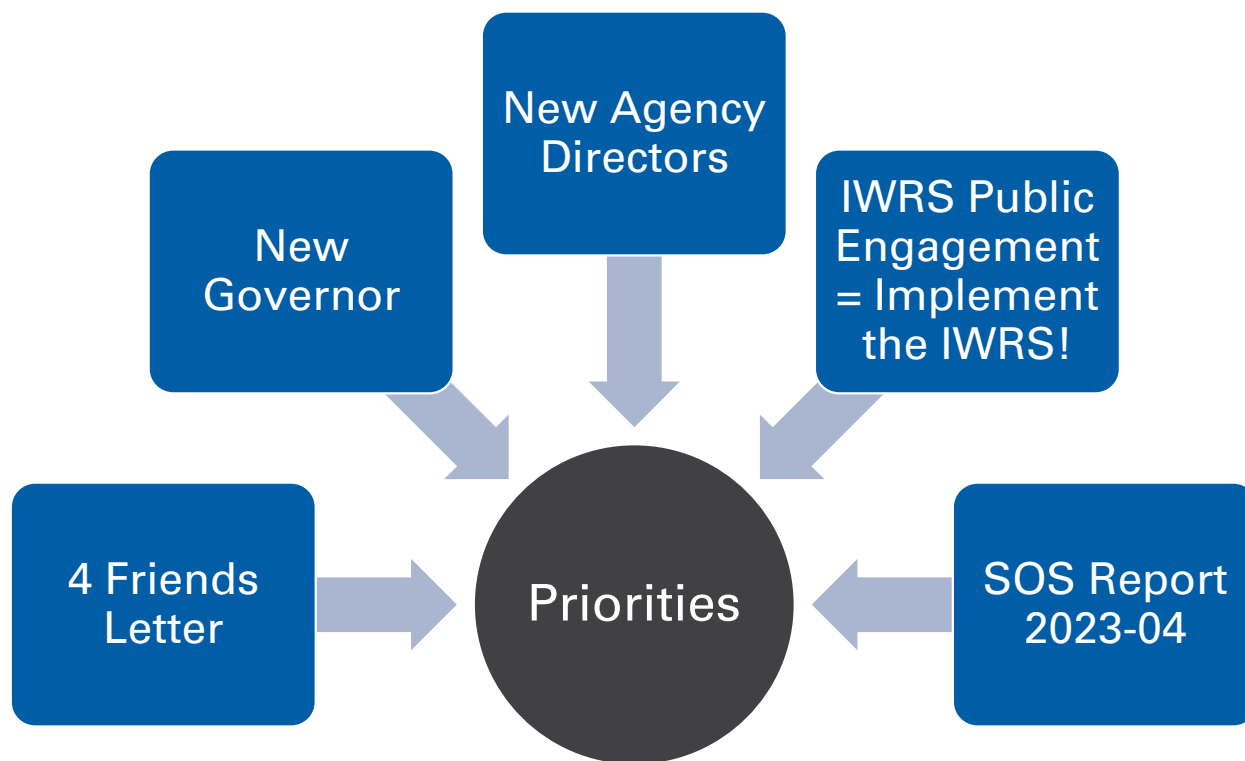 4 Friends
Letter
New
Governor
New Agency
Directors
IWRS Public
Engagement
= Implement
the IWRS!
SOS Report
2023-04
Priorities